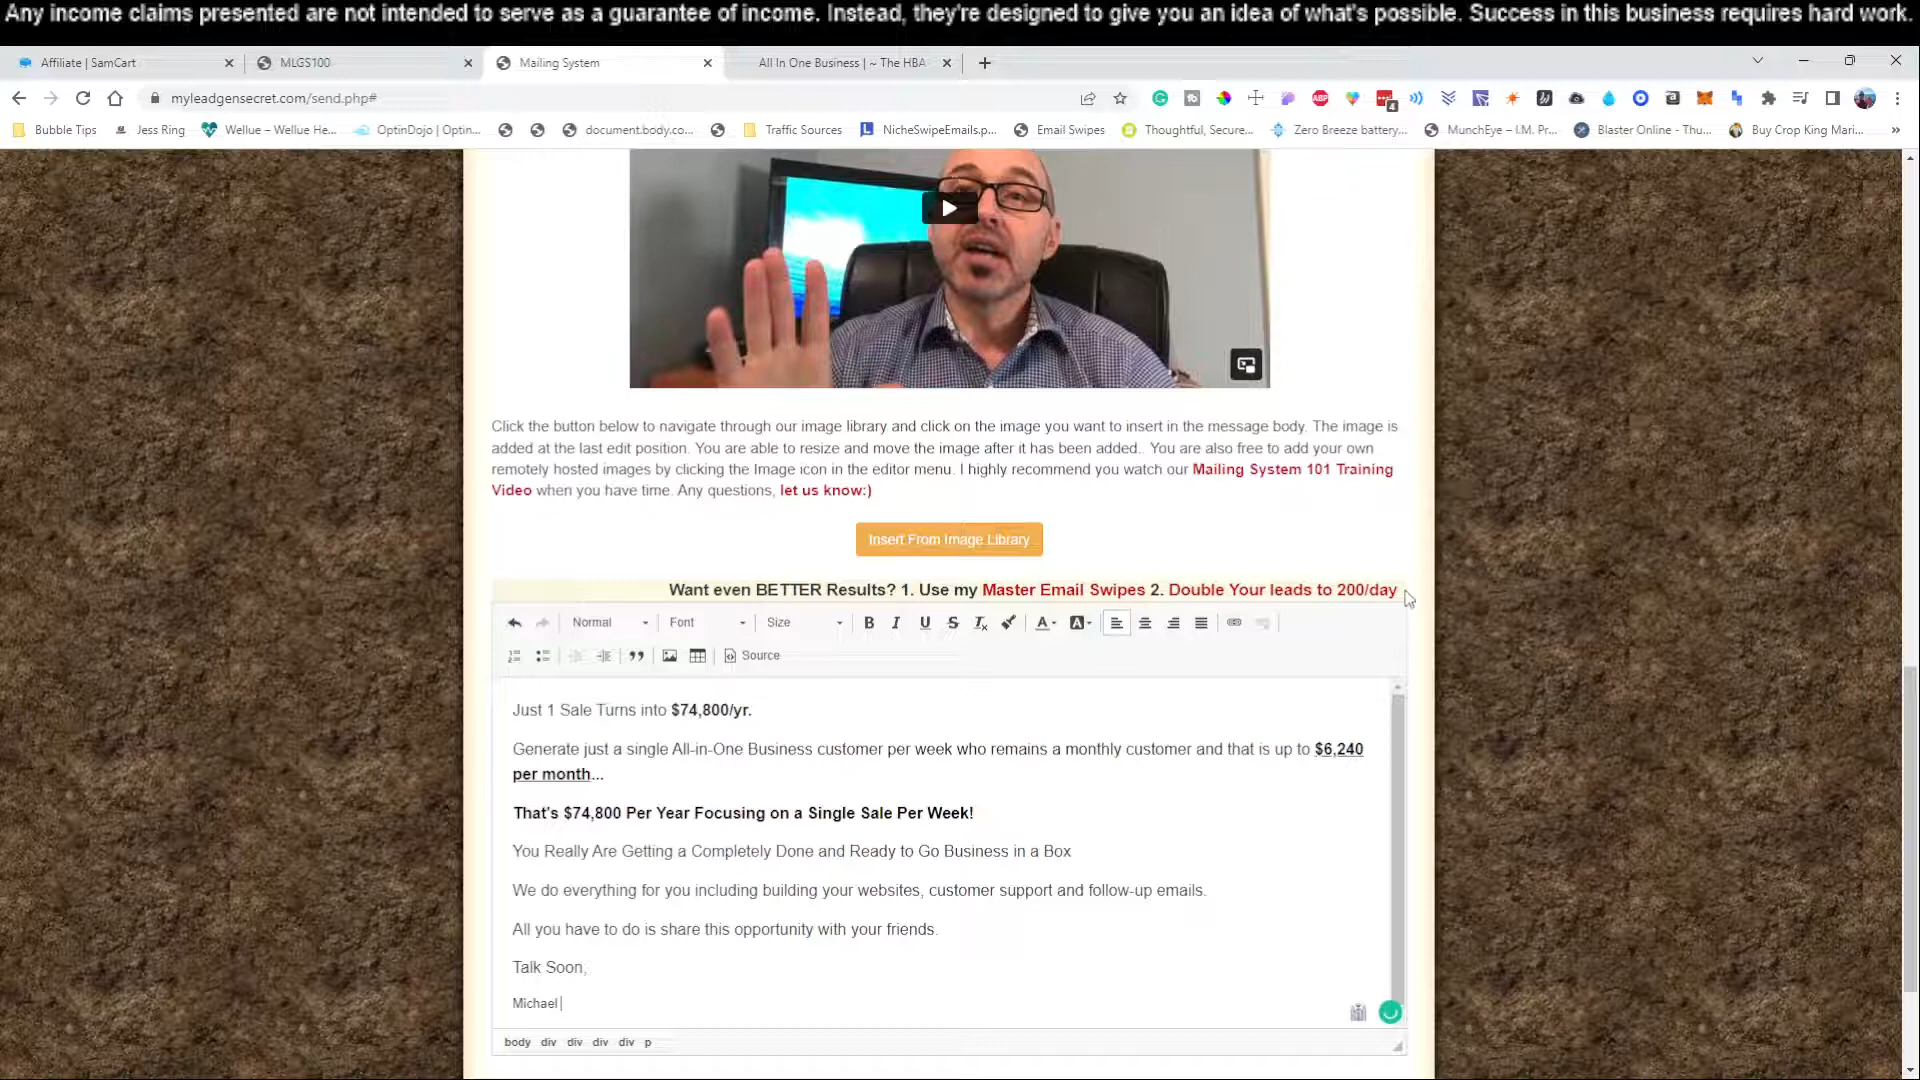 Any income claims presented are not intended to serve as a guarantee of income. Instead, they're designed to give you an idea of what's possible. Success in this business requires hard work.
Affiliate | SamCart
MLGS100
Mailing System
All In One Business | ~ The HBA
myleadgensecret.com/send.php#
4
Bubble Tips
Jess Ring
Wellue – Wellue He...
OptinDojo | Optin...
document.body.co...
Traffic Sources
NicheSwipeEmails.p...
Email Swipes
Thoughtful, Secure...
Zero Breeze battery...
MunchEye – I.M. Pr...
Blaster Online - Thu...
Buy Crop King Mari...
Click the button below to navigate through our image library and click on the image you want to insert in the message body. The image is
added at the last edit position. You are able to resize and move the image after it has been added.. You are also free to add your own
remotely hosted images by clicking the Image icon in the editor menu. I highly recommend you watch our Mailing System 101 Training
Video when you have time. Any questions, let us know:)
Insert From Image Library
Want even BETTER Results? 1. Use my Master Email Swipes 2. Double Your leads to 200/day
Normal
Font
Size
Source
Just 1 Sale Turns into $74,800/yr.
Generate just a single All-in-One Business customer per week who remains a monthly customer and that is up to $6,240
per month...
That's $74,800 Per Year Focusing on a Single Sale Per Week!
You Really Are Getting a Completely Done and Ready to Go Business in a Box
We do everything for you including building your websites, customer support and follow-up emails.
All you have to do is share this opportunity with your friends.
Talk Soon,
Michael
body div div div div p